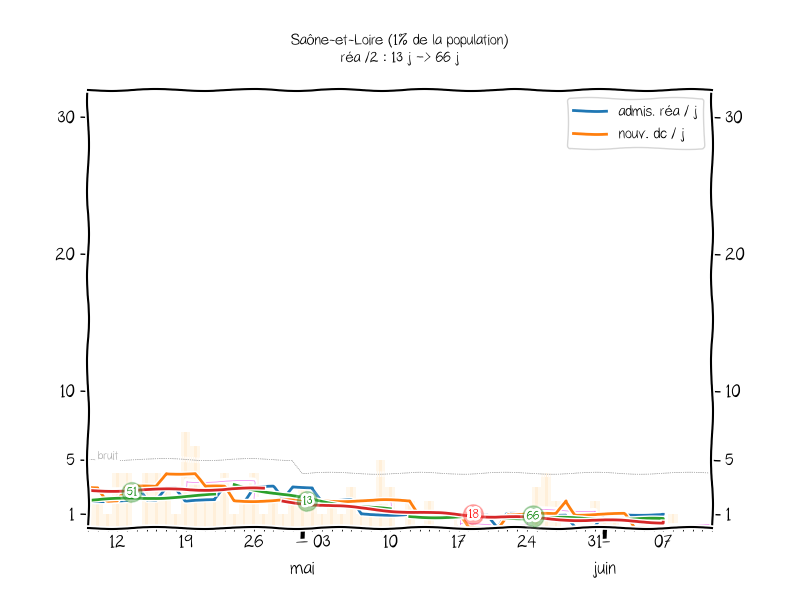 Saône-et-Loire (1% de la population)
réa /2 : 13 j -> 66 j
admis. réa / j
nouv. dc / j
30
30
20
20
10
10
5
5
1
1
bruit
51
13
18
66
12 19 26 03 10 17 24 31 07
mai juin